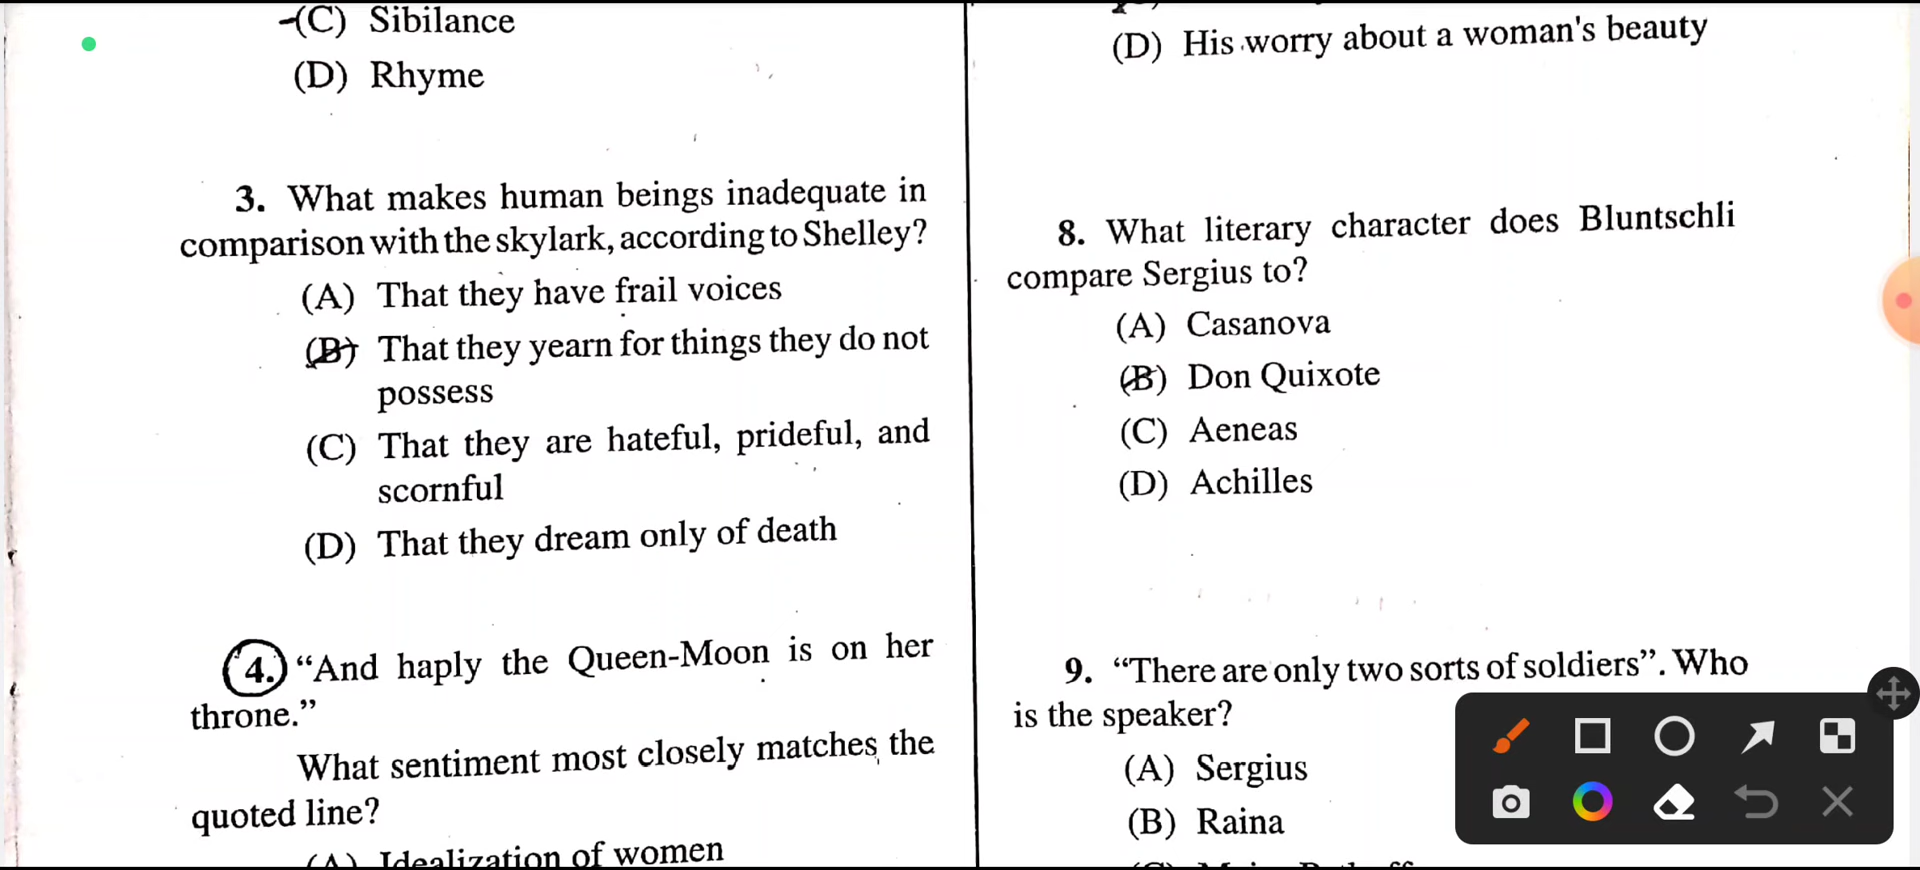 (C) Sibilance
(D) Rhyme
3. What makes human beings inadequate in
comparison with the skylark, according to Shelley?
(A) That they have frail voices
(B) That they yearn for things they do not
possess
(C) That they are hateful, prideful, and
scornful
(D) That they dream only of death
4. “And haply the Queen-Moon is on her
throne.”
What sentiment most closely matches the
quoted line?
(A) Idealization of women
(D) His worry about a woman's beauty
8. What literary character does Bluntschli
compare Sergius to?
(A) Casanova
(B) Don Quixote
(C) Aeneas
(D) Achilles
9. “There are only two sorts of soldiers”. Who
is the speaker?
(A) Sergius
(B) Raina